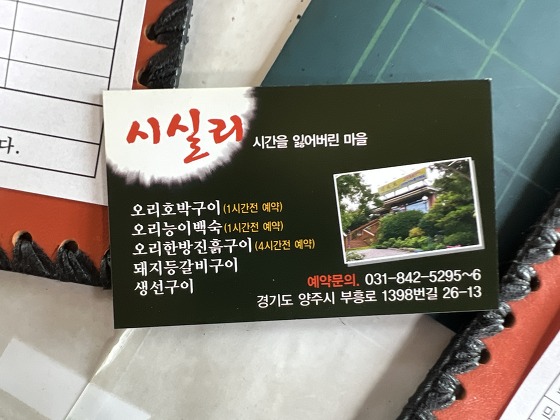 다.
시실리 시간을 잃어버린 마을
오리호박구이(1시간전 예약)
오리능이백숙(1시간전 예약)
오리한방진흙구이(4시간전 예약)
돼지등갈비구이
생선구이
예약문의. 031-842-5295~6
경기도 양주시 부흥로 1398번길 26-13